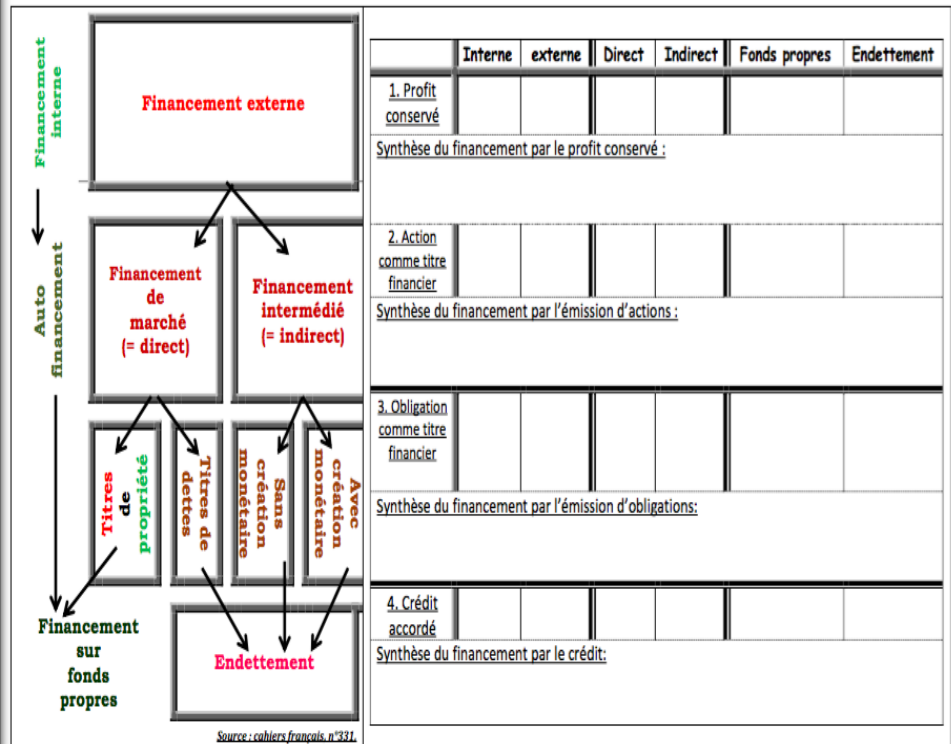 Financement
interne
Auto
financement
Financement externe
Financement
de
marché
(= direct)
Financement
intermédié
(= indirect)
Titres
de
propriété
Titres de
dettes
Sans
création
monétaire
Avec
création
monétaire
Financement
sur
fonds
propres
Endettement
Source : cahiers français, n°331.
Interne externe Direct Indirect Fonds propres Endettement
1. Profit
conservé
Synthèse du financement par le profit conservé :
2. Action
comme titre
financier
Synthèse du financement par l'émission d'actions :
3. Obligation
comme titre
financier
Synthèse du financement par l'émission d'obligations:
4. Crédit
accordé
Synthèse du financement par le crédit: